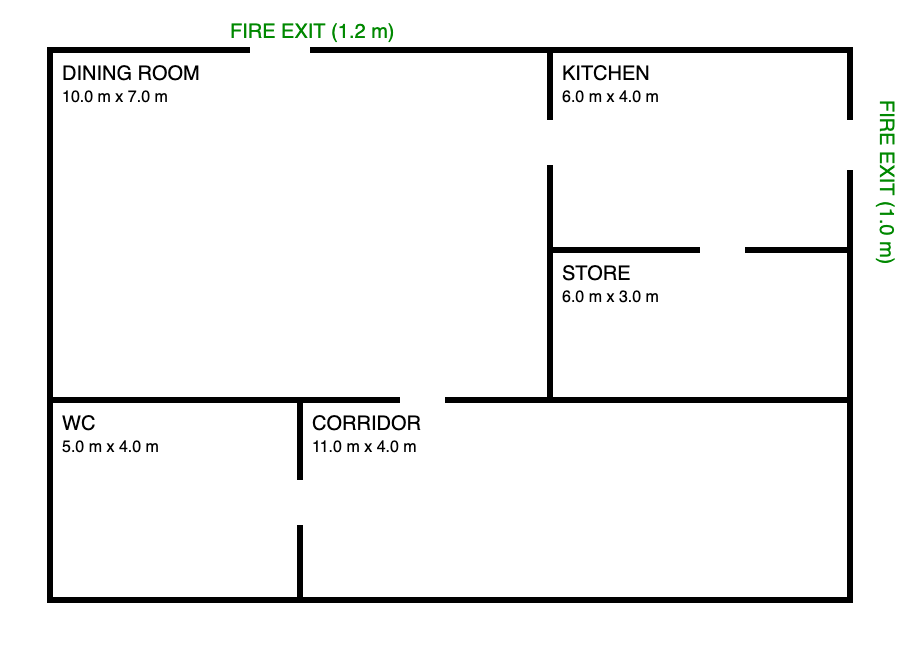 FIRE EXIT (1.2 m)
DINING ROOM
10.0 m x 7.0 m
KITCHEN
6.0 m x 4.0 m
FIRE EXIT (1.0 m)
STORE
6.0 m x 3.0 m
WC
5.0 m x 4.0 m
CORRIDOR
11.0 m x 4.0 m